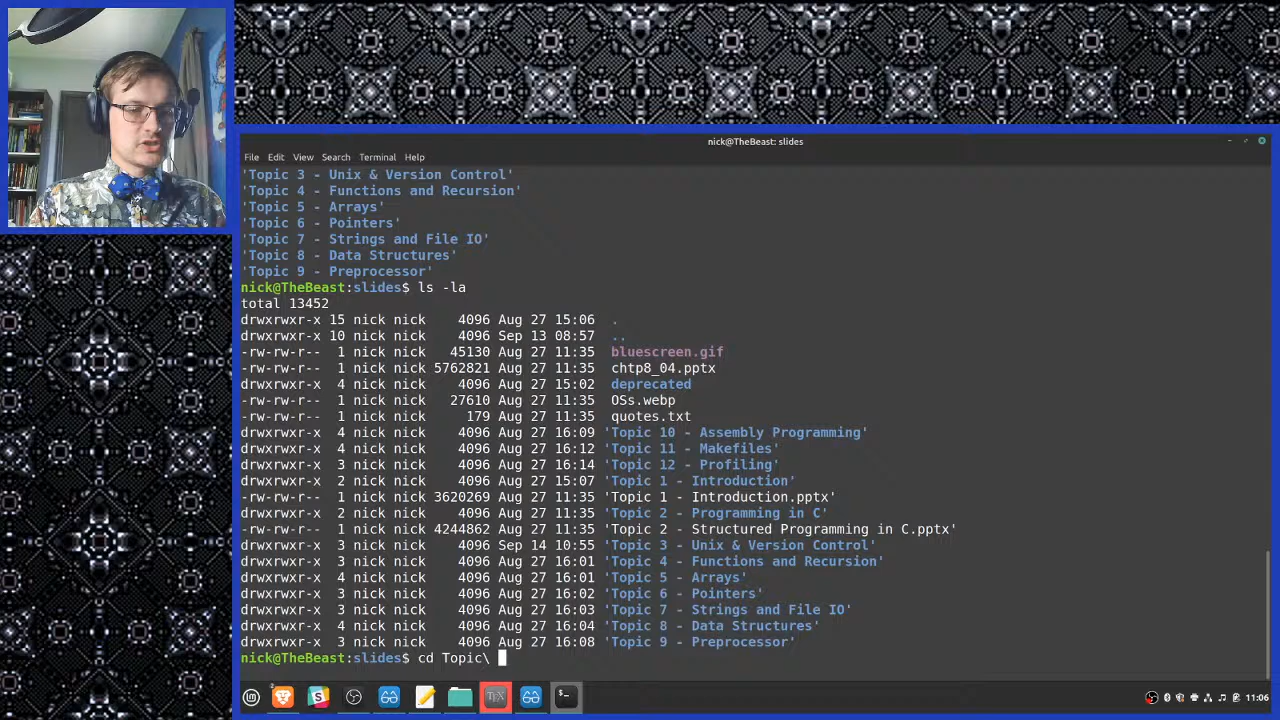 nick@TheBeast: slides
File Edit View Search Terminal Help
'Topic 3 - Unix & Version Control'
'Topic 4 - Functions and Recursion'
'Topic 5 - Arrays'
'Topic 6 - Pointers'
'Topic 7 - Strings and File IO'
'Topic 8 - Data Structures'
'Topic 9 - Preprocessor'
nick@TheBeast:slides$ ls -la
total 13452
drwxrwxr-x 15 nick nick    4096 Aug 27 15:06  .
drwxrwxr-x 10 nick nick    4096 Sep 13 08:57  ..
-rw-rw-r--  1 nick nick   45130 Aug 27 11:35  bluescreen.gif
-rw-rw-r--  1 nick nick 5762821 Aug 27 11:35  chtp8_04.pptx
drwxrwxr-x  4 nick nick    4096 Aug 27 15:02  deprecated
-rw-rw-r--  1 nick nick   27610 Aug 27 11:35  OSs.webp
-rw-rw-r--  1 nick nick     179 Aug 27 11:35  quotes.txt
drwxrwxr-x  4 nick nick    4096 Aug 27 16:09 'Topic 10 - Assembly Programming'
drwxrwxr-x  4 nick nick    4096 Aug 27 16:12 'Topic 11 - Makefiles'
drwxrwxr-x  3 nick nick    4096 Aug 27 16:14 'Topic 12 - Profiling'
drwxrwxr-x  2 nick nick    4096 Aug 27 15:07 'Topic 1 - Introduction'
-rw-rw-r--  1 nick nick 3620269 Aug 27 11:35 'Topic 1 - Introduction.pptx'
drwxrwxr-x  2 nick nick    4096 Aug 27 11:35 'Topic 2 - Programming in C'
-rw-rw-r--  1 nick nick 4244862 Aug 27 11:35 'Topic 2 - Structured Programming in C.pptx'
drwxrwxr-x  3 nick nick    4096 Sep 14 10:55 'Topic 3 - Unix & Version Control'
drwxrwxr-x  3 nick nick    4096 Aug 27 16:01 'Topic 4 - Functions and Recursion'
drwxrwxr-x  4 nick nick    4096 Aug 27 16:01 'Topic 5 - Arrays'
drwxrwxr-x  3 nick nick    4096 Aug 27 16:02 'Topic 6 - Pointers'
drwxrwxr-x  3 nick nick    4096 Aug 27 16:03 'Topic 7 - Strings and File IO'
drwxrwxr-x  4 nick nick    4096 Aug 27 16:04 'Topic 8 - Data Structures'
drwxrwxr-x  3 nick nick    4096 Aug 27 16:08 'Topic 9 - Preprocessor'
nick@TheBeast:slides$ cd Topic\
TEX
$-
11:06